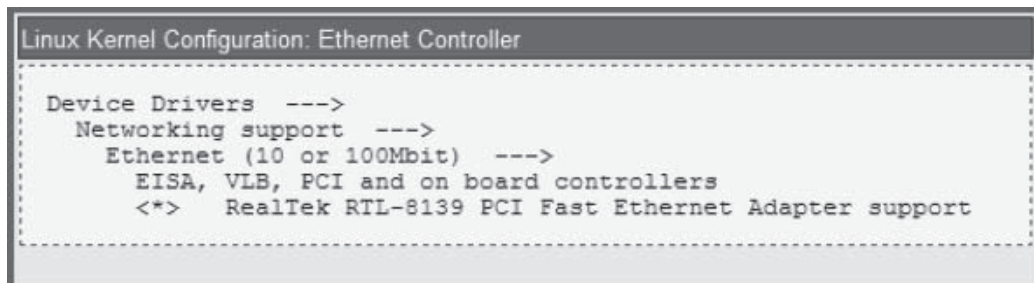 Linux Kernel Configuration: Ethernet Controller
Device Drivers --->
Networking support --->
Ethernet (10 or 100Mbit) --->
EISA, VLB, PCI and on board controllers
<*> RealTek RTL-8139 PCI Fast Ethernet Adapter support